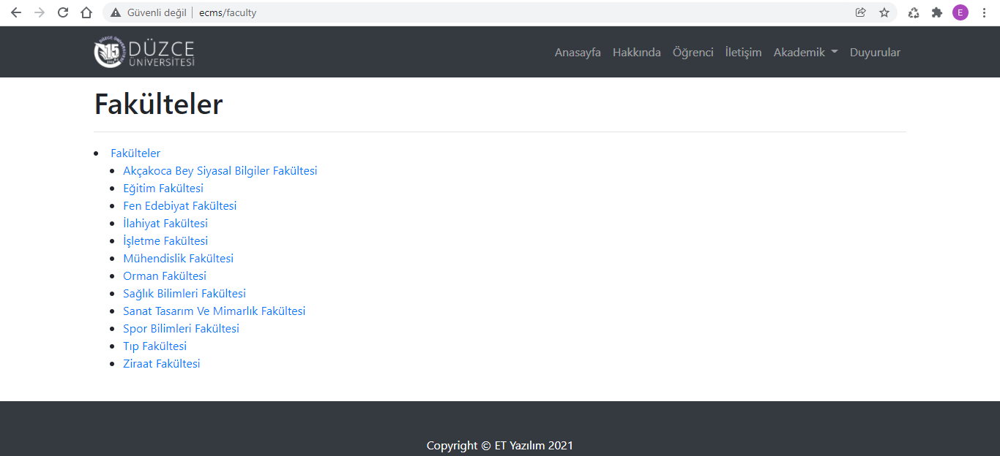 Güvenli değil | ecms/faculty
E
15
DÜZCE
ÜNİVERSİTESİ
Anasayfa Hakkında Öğrenci İletişim Akademik Duyurular
Fakülteler
Fakülteler
Akçakoca Bey Siyasal Bilgiler Fakültesi
Eğitim Fakültesi
Fen Edebiyat Fakültesi
İlahiyat Fakültesi
İşletme Fakültesi
Mühendislik Fakültesi
Orman Fakültesi
Sağlık Bilimleri Fakültesi
Sanat Tasarım Ve Mimarlık Fakültesi
Spor Bilimleri Fakültesi
Tıp Fakültesi
Ziraat Fakültesi
Copyright © ET Yazılım 2021